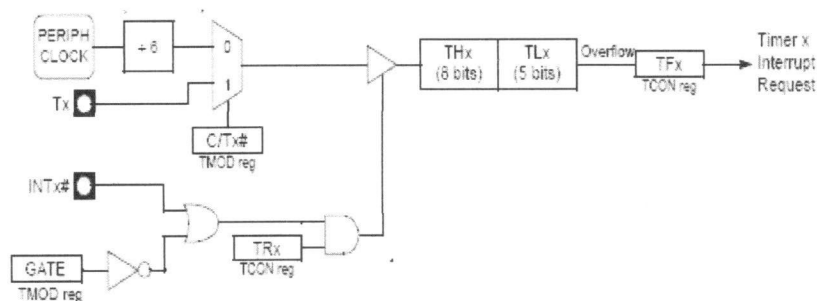 PERIPH
CLOCK
÷ 6
0
1
Tx
C/Tx#
TMOD reg
THx
(8 bits)
TLx
(5 bits)
Overflow
TFx
TCON reg
Timer x
Interrupt
Request
INTx#
GATE
TMOD reg
TRx
TCON reg